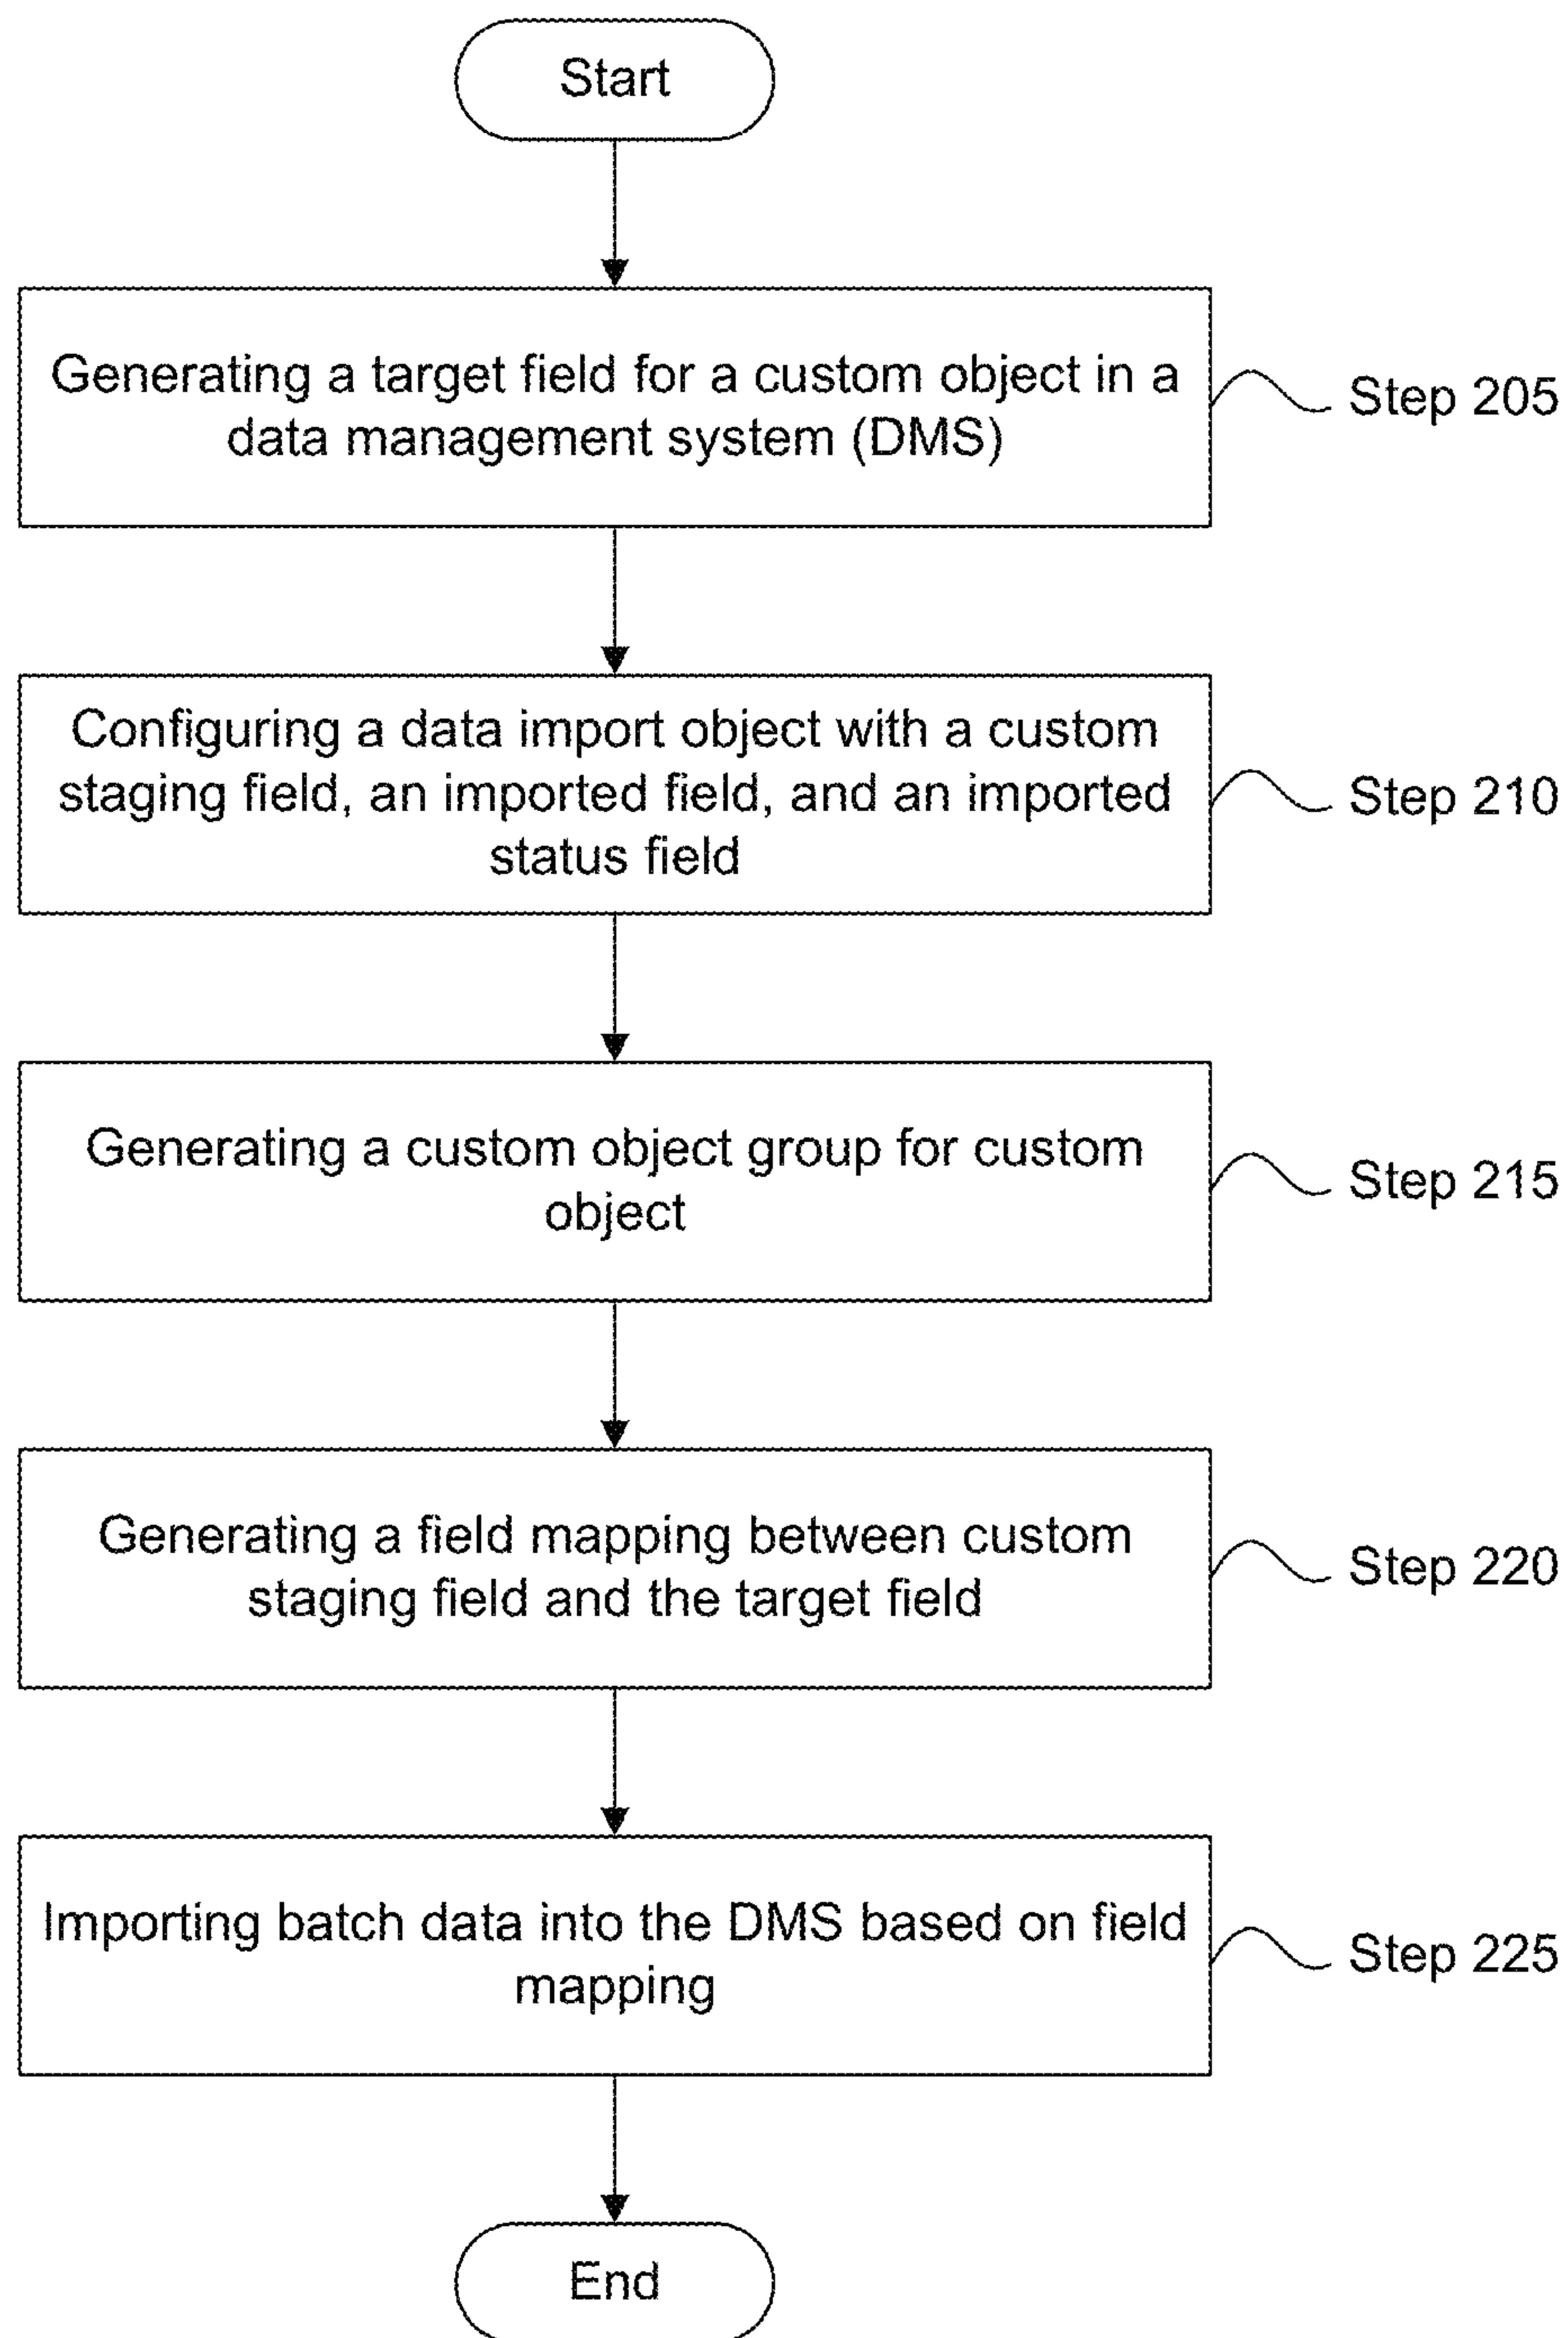 Start
Generating a target field for a custom object in a
data management system (DMS)
Step 205
Configuring a data import object with a custom
staging field, an imported field, and an imported
status field
Step 210
Generating a custom object group for custom
object
Step 215
Generating a field mapping between custom
staging field and the target field
Step 220
Importing batch data into the DMS based on field
mapping
Step 225
End